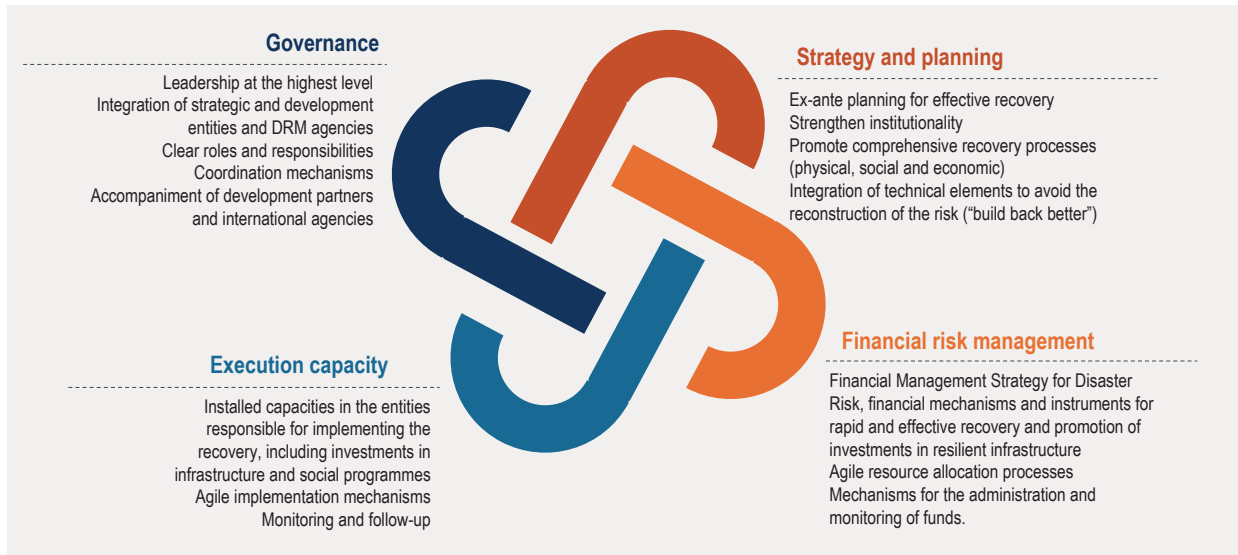 Governance
Leadership at the highest level
Integration of strategic and development
entities and DRM agencies
Clear roles and responsibilities
Coordination mechanisms
Accompaniment of development partners
and international agencies
Strategy and planning
Ex-ante planning for effective recovery
Strengthen institutionality
Promote comprehensive recovery processes
(physical, social and economic)
Integration of technical elements to avoid the
reconstruction of the risk (“build back better”)
Execution capacity
Installed capacities in the entities
responsible for implementing the
recovery, including investments in
infrastructure and social programmes
Agile implementation mechanisms
Monitoring and follow-up
Financial risk management
Financial Management Strategy for Disaster
Risk, financial mechanisms and instruments for
rapid and effective recovery and promotion of
investments in resilient infrastructure
Agile resource allocation processes
Mechanisms for the administration and
monitoring of funds.